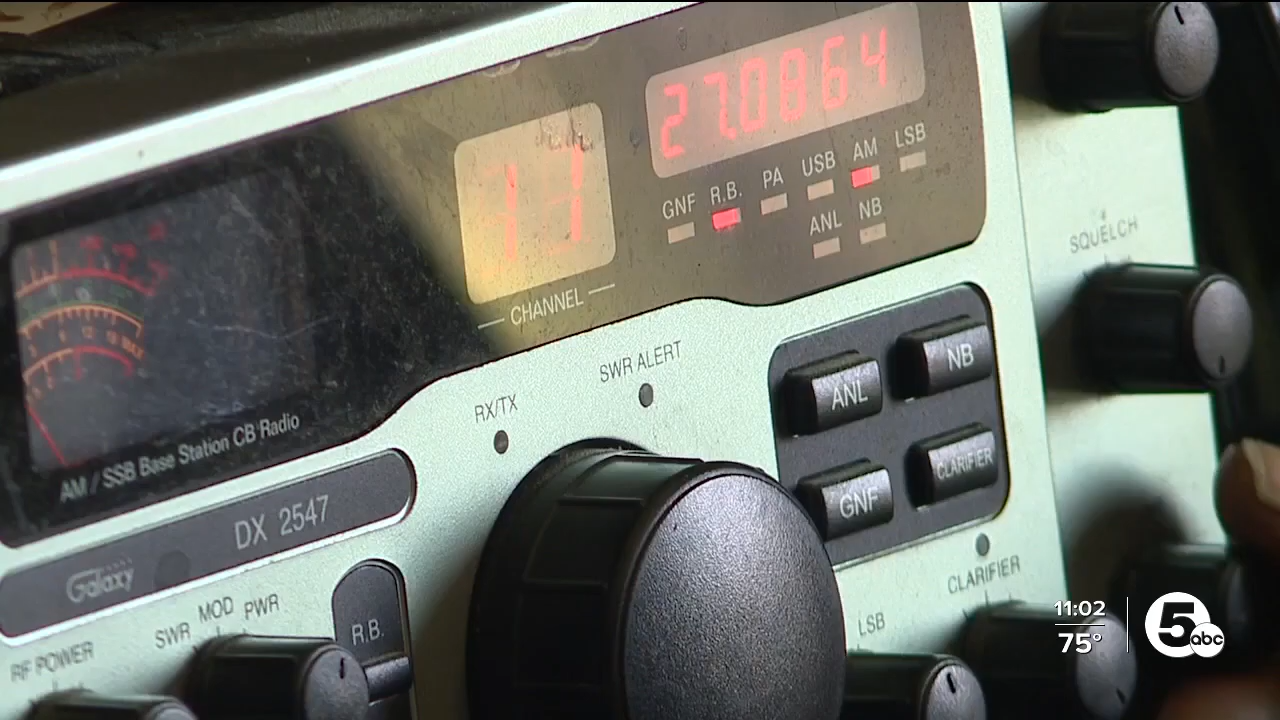 27.0864
11
GNF R.B. PA USB AM LSB
ANL NB
CHANNEL
SQUELCH
AM / SSB Base Station CB Radio
RX/TX
SWR ALERT
ANL NB
GNF CLARIFIER
Galaxy
DX 2547
RF POWER
SWR MOD PWR
R.B.
LSB
CLARIFIER
11:02
75°
5
abc